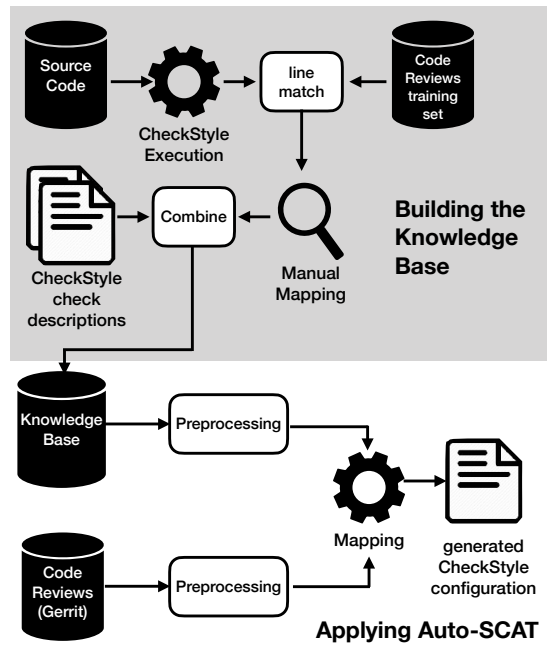 Source
Code
CheckStyle
Execution
line
match
Code
Reviews
training
set
CheckStyle
check
descriptions
Combine
Manual
Mapping
Building the
Knowledge
Base
Knowledge
Base
Preprocessing
Mapping
generated
CheckStyle
configuration
Code
Reviews
(Gerrit)
Preprocessing
Applying Auto-SCAT